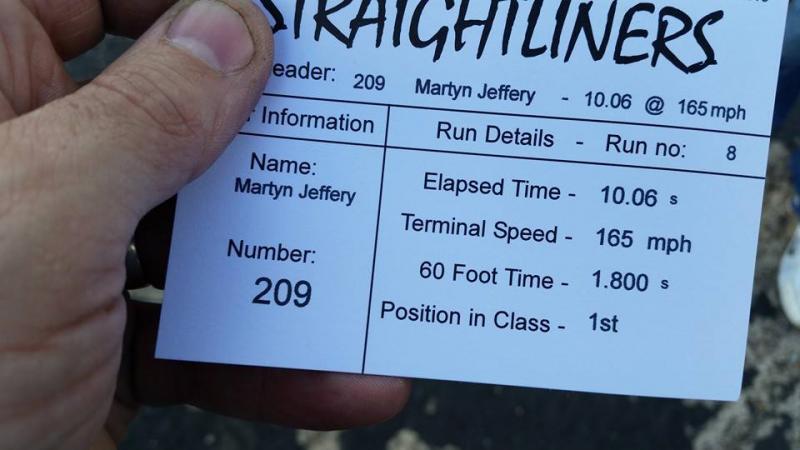 STRAIGHTLINERS
eader: 209 Martyn Jeffery - 10.06 @ 165 mph
Information Run Details - Run no: 8
Name:
Martyn Jeffery
Number:
209
Elapsed Time - 10.06 s
Terminal Speed - 165 mph
60 Foot Time - 1.800 s
Position in Class - 1st